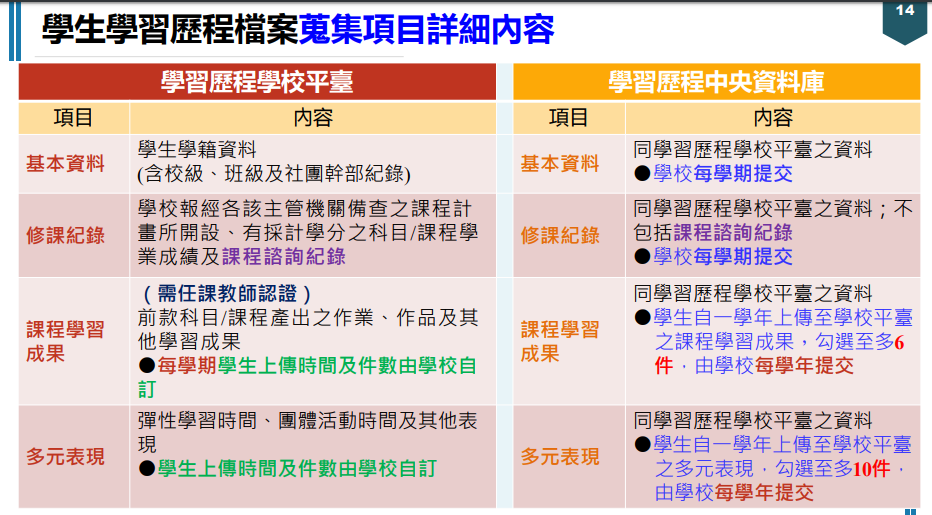 14
學生學習歷程檔案蒐集項目詳細內容
學習歷程學校平臺
項目
內容
基本資料
學生學籍資料
(含校級、班級及社團幹部紀錄)
修課紀錄
學校報經各該主管機關備查之課程計
畫所開設、有採計學分之科目/課程學
業成績及課程諮詢紀錄
課程學習
成果
（需任課教師認證）
前款科目/課程產出之作業、作品及其
他學習成果
●每學期學生上傳時間及件數由學校自
訂
多元表現
彈性學習時間、團體活動時間及其他表
現
●學生上傳時間及件數由學校自訂
學習歷程中央資料庫
項目
內容
基本資料
同學習歷程學校平臺之資料
●學校每學期提交
修課紀錄
同學習歷程學校平臺之資料；不
包括課程諮詢紀錄
●學校每學期提交
課程學習
成果
同學習歷程學校平臺之資料
●學生自一學年上傳至學校平臺
之課程學習成果，勾選至多6
件，由學校每學年提交
多元表現
同學習歷程學校平臺之資料
●學生自一學年上傳至學校平臺
之多元表現，勾選至多10件，
由學校每學年提交